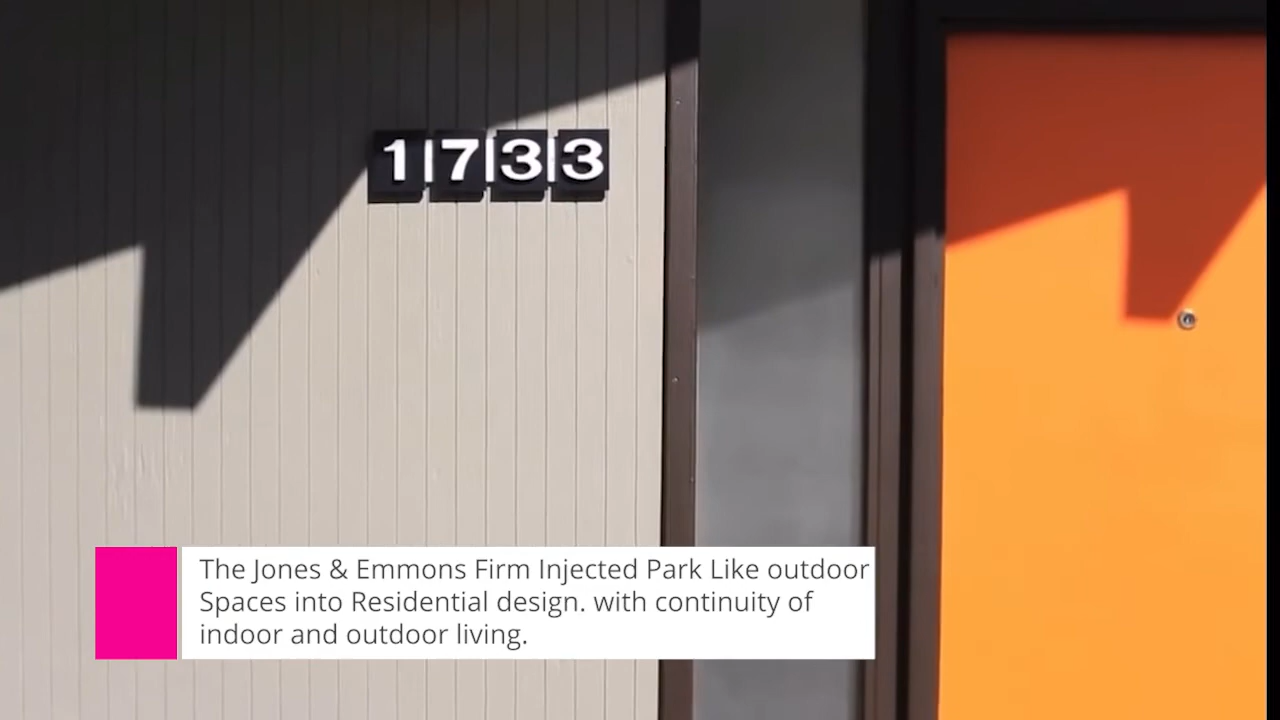 1733
The Jones & Emmons Firm Injected Park Like outdoor
Spaces into Residential design. with continuity of
indoor and outdoor living.